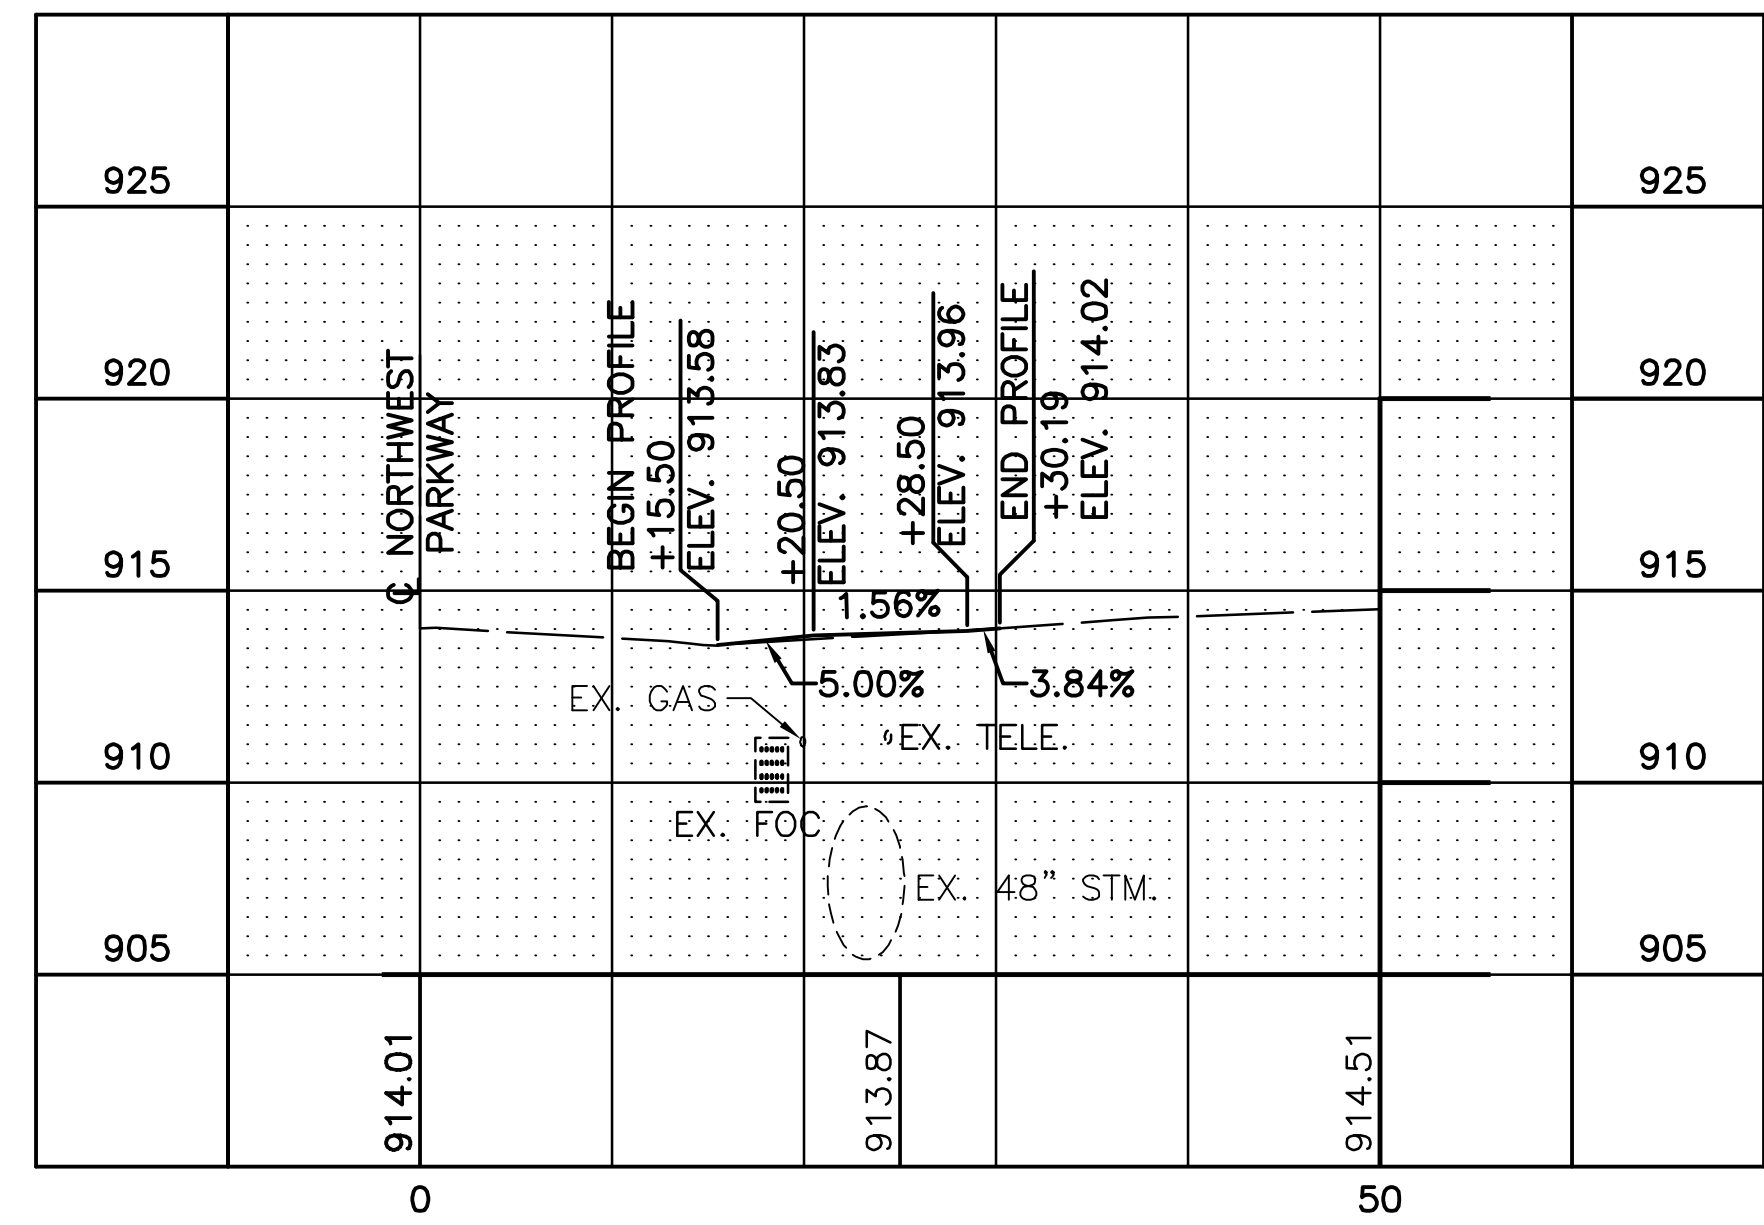 925
925
920
920
915
915
910
910
905
905
℄ NORTHWEST
PARKWAY
BEGIN PROFILE
+15.50
ELEV. 913.58
+20.50
ELEV. 913.83
+28.50
ELEV. 913.96
END PROFILE
+30.19
ELEV. 914.02
1.56%
5.00%
3.84%
EX. GAS
EX. TELE.
EX. FOC
EX. 48" STM.
914.01
913.87
914.51
0
50